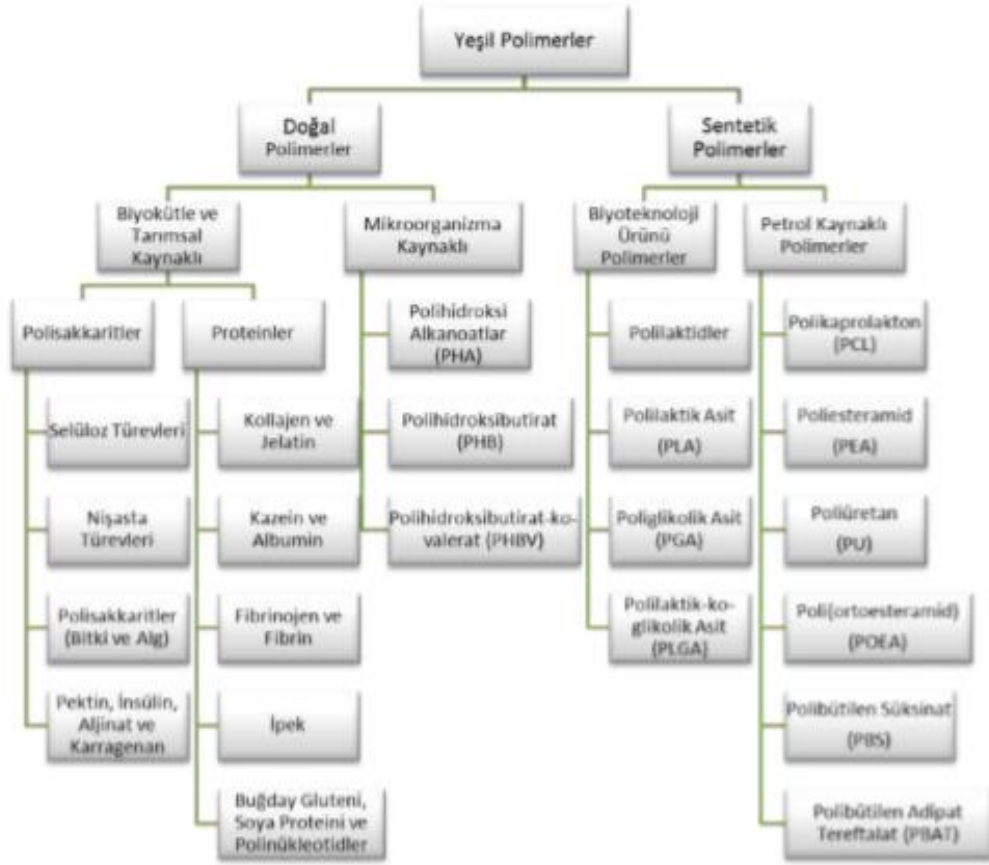 Yeşil Polimerler
Doğal
Polimerler
Sentetik
Polimerler
Biyokütle ve
Tarımsal
Kaynaklı
Mikroorganizma
Kaynaklı
Biyoteknoloji
Ürünü
Polimerler
Petrol Kaynaklı
Polimerler
Polisakkaritler
Proteinler
Polihidroksi
Alkanoatlar
(PHA)
Polilaktidler
Polikaprolakton
(PCL)
Selüloz Türevleri
Kollajen ve
Jelatin
Polihidroksibutirat
(PHB)
Polilaktik Asit
(PLA)
Poliesteramid
(PEA)
Nişasta
Türevleri
Kazein ve
Albumin
Polihidroksibutirat-ko-
valerat (PHBV)
Poliglikolik Asit
(PGA)
Poliüretan
(PU)
Polisakkaritler
(Bitki ve Alg)
Fibrinojen ve
Fibrin
Polilaktik-ko-
glikolik Asit
(PLGA)
Poli(ortoesteramid)
(POEA)
Pektin, İnsülin,
Aljinat ve
Karragenan
İpek
Polibütilen Süksinat
(PBS)
Buğday Gluteni,
Soya Proteini ve
Polinükleotidler
Polibütilen Adipat
Tereftalat (PBAT)